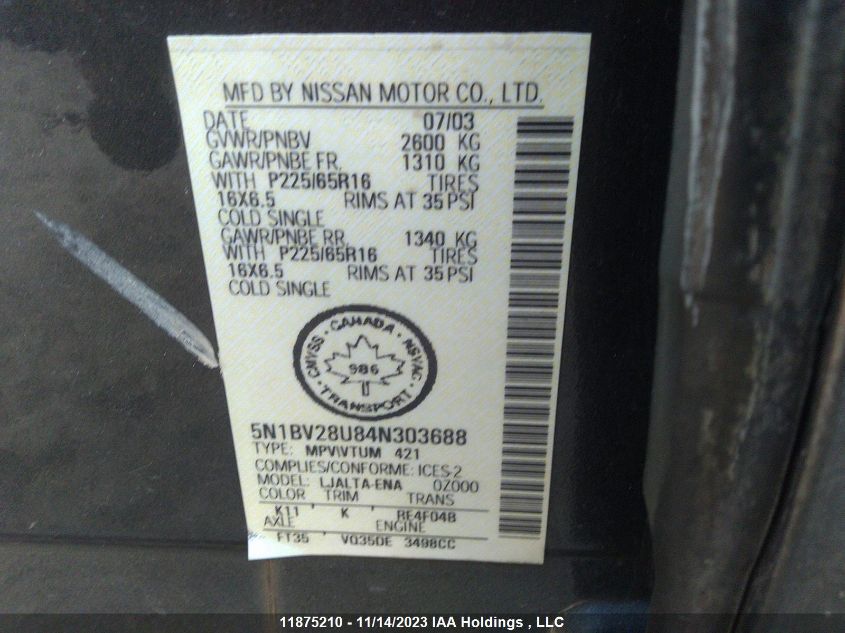 MFD BY NISSAN MOTOR CO., LTD.
DATE 07/03
GVWR/PNBV 2600 KG
GAWR/PNBE FR. 1310 KG
WITH P225/65R16 TIRES
16X6.5 RIMS AT 35 PSI
COLD SINGLE
GAWR/PNBE RR. 1340 KG
WITH P225/65R16 TIRES
16X6.5 RIMS AT 35 PSI
COLD SINGLE
CMVSS · CANADA · NSVAC · TRANSPORT ·
986
5N1BV28U84N303688
TYPE: MPV\VTUM 421
COMPLIES/CONFORME: ICES-2
MODEL: LJALTA-ENA 0Z000
COLOR TRIM TRANS
K11 ' K ' RE4F04B
AXLE ENGINE
FT35 ' VQ35DE 3498CC
11875210 - 11/14/2023 IAA Holdings , LLC